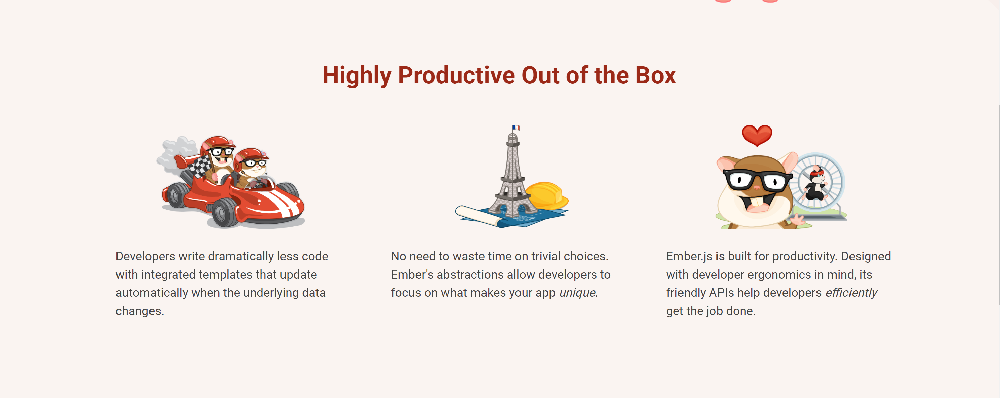 Highly Productive Out of the Box
Developers write dramatically less code
with integrated templates that update
automatically when the underlying data
changes.
No need to waste time on trivial choices.
Ember's abstractions allow developers to
focus on what makes your app unique.
Ember.js is built for productivity. Designed
with developer ergonomics in mind, its
friendly APIs help developers efficiently
get the job done.